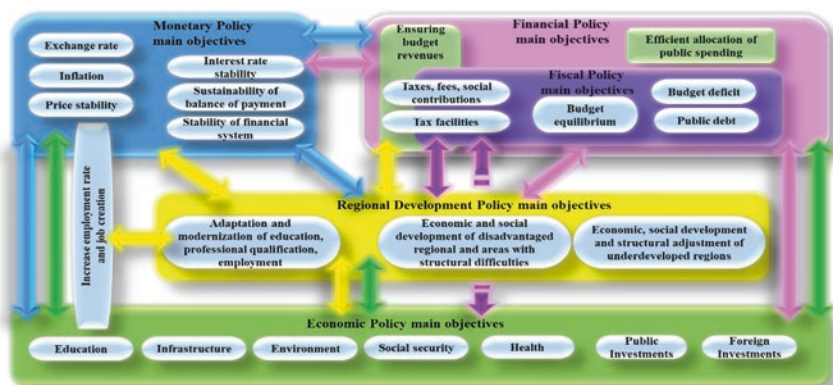 Monetary Policy
main objectives
Exchange rate
Inflation
Price stability
Interest rate
stability
Sustainability of
balance of payment
Stability of financial
system
Ensuring
budget
revenues
Financial Policy
main objectives
Efficient allocation of
public spending
Fiscal Policy
main objectives
Taxes, fees, social
contributions
Tax facilities
Budget
equilibrium
Budget deficit
Public debt
Increase employment rate
and job creation
Regional Development Policy main objectives
Adaptation and
modernization of education,
professional qualification,
employment
Economic and social
development of disadvantaged
regional and areas with
structural difficulties
Economic, social development
and structural adjustment of
underdeveloped regions
Economic Policy main objectives
Education
Infrastructure
Environment
Social security
Health
Public
Investments
Foreign
Investments